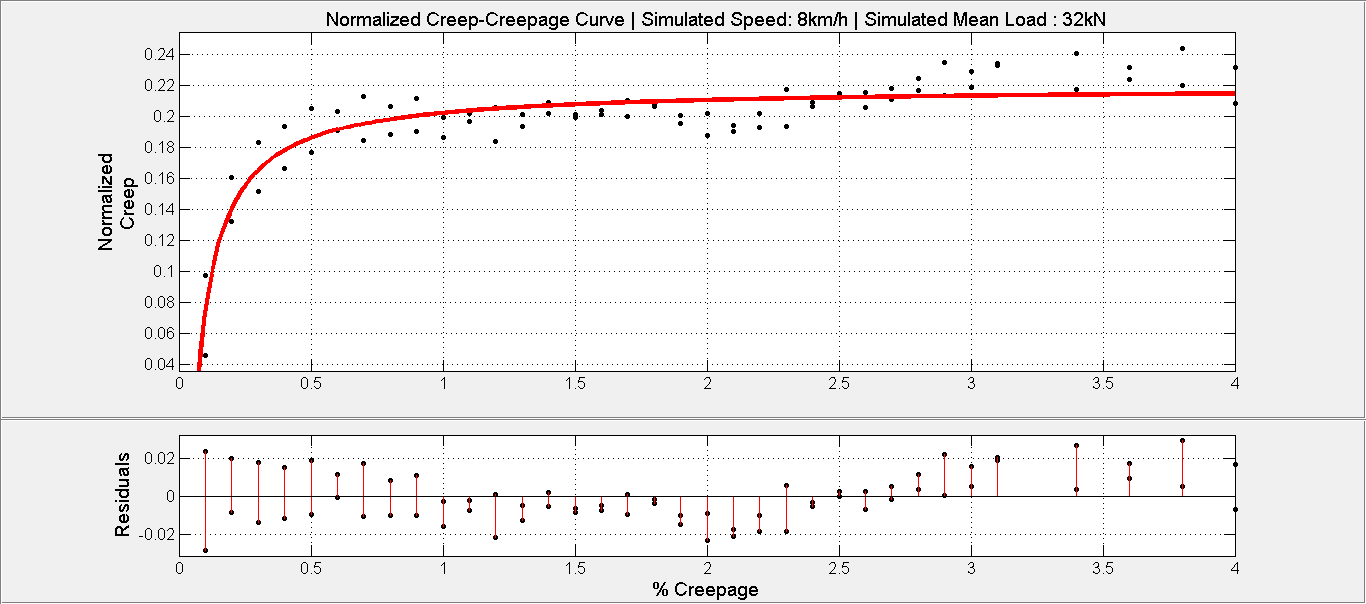 Normalized Creep-Creepage Curve | Simulated Speed: 8km/h | Simulated Mean Load : 32kN
0.24
0.22
0.2
0.18
0.16
0.14
0.12
0.1
0.08
0.06
0.04
Normalized
Creep
0 0.5 1 1.5 2 2.5 3 3.5 4
0.02
0
-0.02
Residuals
0 0.5 1 1.5 2 2.5 3 3.5 4
% Creepage